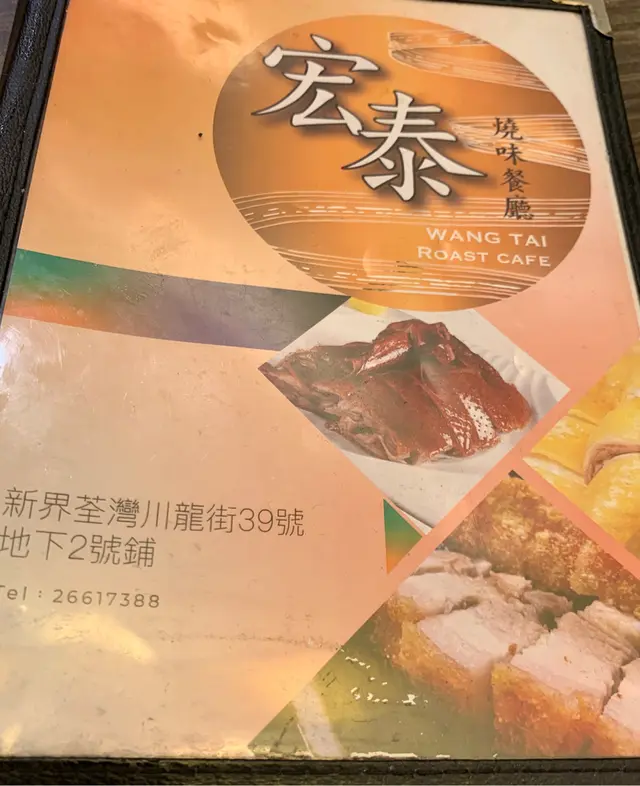 宏泰
燒味餐廳
WANG TAI
ROAST CAFE
新界荃灣川龍街39號
地下2號鋪
Tel : 26617388